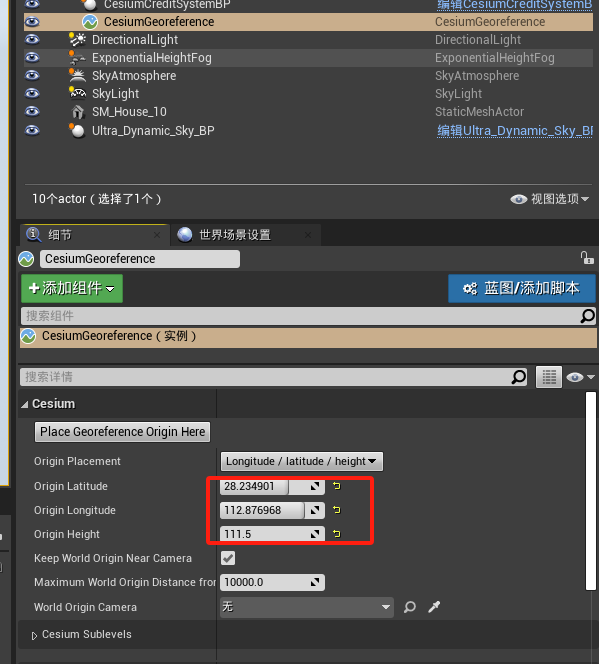 CesiumCreditSystemBP 编辑CesiumCreditSystemB
CesiumGeoreference CesiumGeoreference
DirectionalLight DirectionalLight
ExponentialHeightFog ExponentialHeightFog
SkyAtmosphere SkyAtmosphere
SkyLight SkyLight
SM_House_10 StaticMeshActor
Ultra_Dynamic_Sky_BP 编辑Ultra_Dynamic_Sky_BP
10个actor（选择了1个） 视图选项
细节 世界场景设置
CesiumGeoreference
+添加组件 蓝图/添加脚本
搜索组件
CesiumGeoreference（实例）
搜索详情
Cesium
Place Georeference Origin Here
Origin Placement Longitude / latitude / height
Origin Latitude 28.234901
Origin Longitude 112.876968
Origin Height 111.5
Keep World Origin Near Camera
Maximum World Origin Distance from 10000.0
World Origin Camera 无
Cesium Sublevels